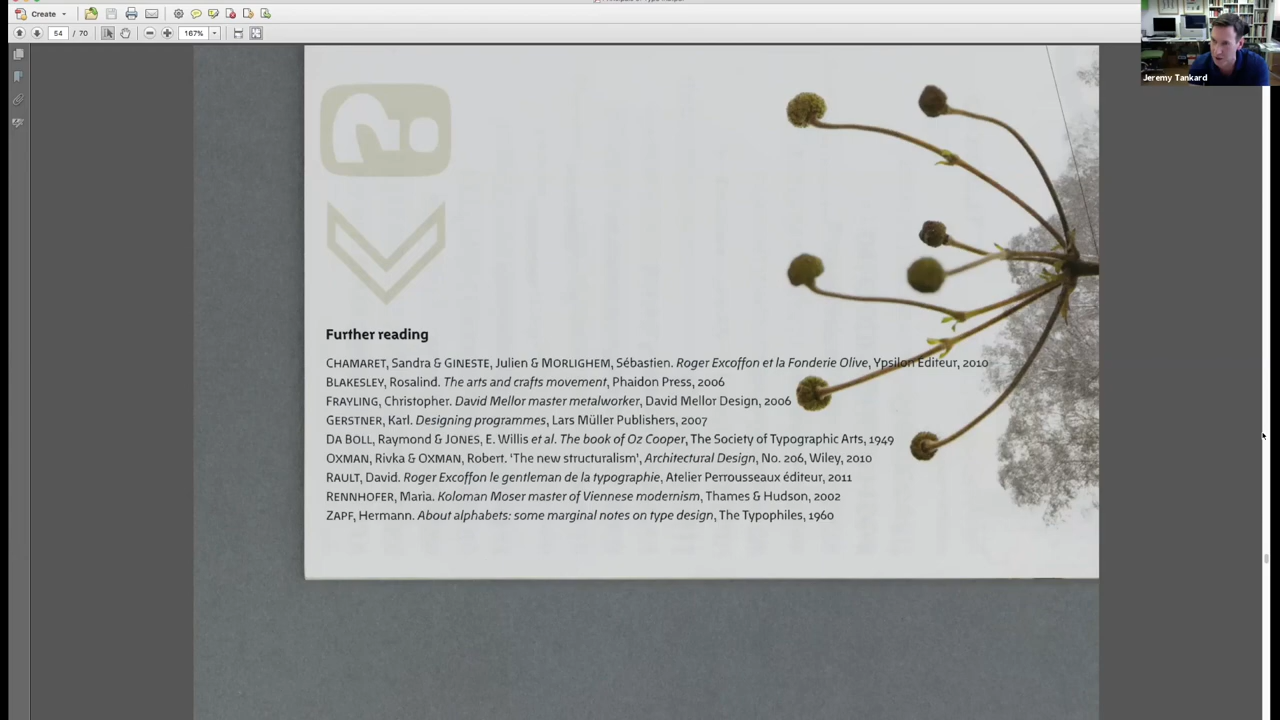 Create
54 / 70
167%
Jeremy Tankard
20
Further reading
CHAMARET, Sandra & GINESTE, Julien & MORLIGHEM, Sébastien. Roger Excoffon et la Fonderie Olive, Ypsilon Éditeur, 2010
BLAKESLEY, Rosalind. The arts and crafts movement, Phaidon Press, 2006
FRAYLING, Christopher. David Mellor master metalworker, David Mellor Design, 2006
GERSTNER, Karl. Designing programmes, Lars Müller Publishers, 2007
DA BOLL, Raymond & JONES, E. Willis et al. The book of Oz Cooper, The Society of Typographic Arts, 1949
OXMAN, Rivka & OXMAN, Robert. ‘The new structuralism’, Architectural Design, No. 206, Wiley, 2010
RAULT, David. Roger Excoffon le gentleman de la typographie, Atelier Perrousseaux éditeur, 2011
RENNHOFER, Maria. Koloman Moser master of Viennese modernism, Thames & Hudson, 2002
ZAPF, Hermann. About alphabets: some marginal notes on type design, The Typophiles, 1960